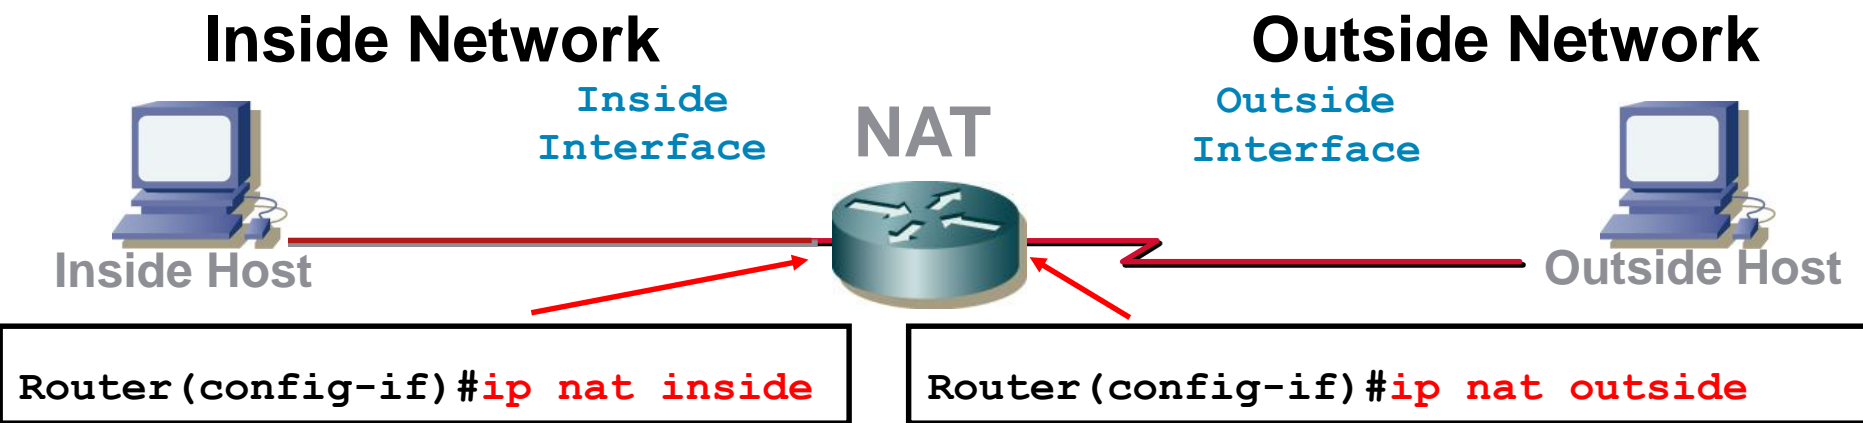 Inside Network
Outside Network
Inside
Interface
NAT
Outside
Interface
Inside Host
Outside Host
Router(config-if)#ip nat inside
Router(config-if)#ip nat outside